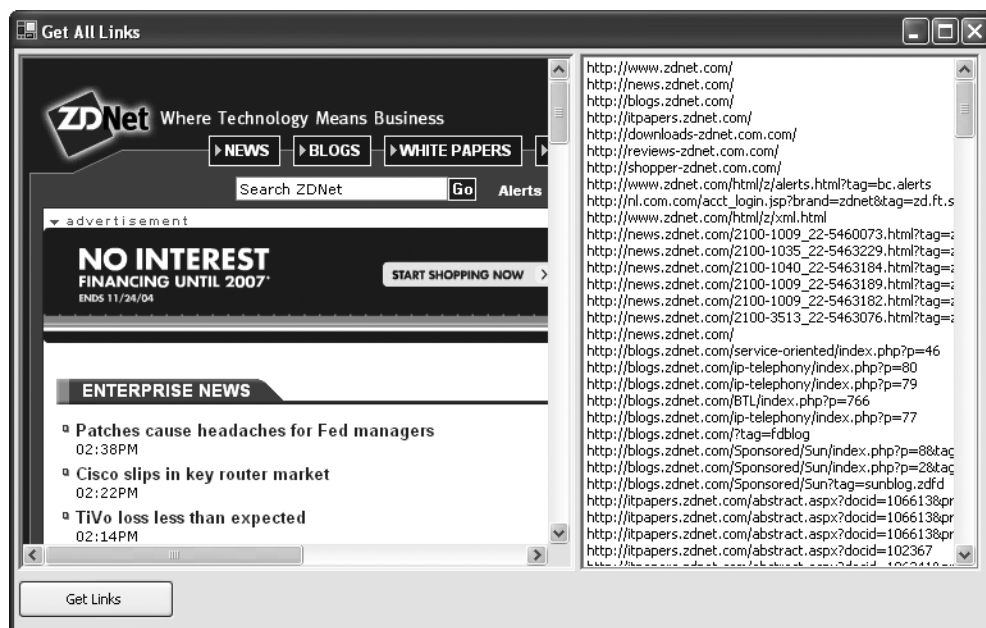 Get All Links
ZDNet Where Technology Means Business
NEWS BLOGS WHITE PAPERS
Search ZDNet Go Alerts
advertisement
NO INTEREST
FINANCING UNTIL 2007*
ENDS 11/24/04
START SHOPPING NOW
ENTERPRISE NEWS
Patches cause headaches for Fed managers
02:38PM
Cisco slips in key router market
02:22PM
TiVo loss less than expected
02:14PM
http://www.zdnet.com/
http://news.zdnet.com/
http://blogs.zdnet.com/
http://itpapers.zdnet.com/
http://downloads-zdnet.com.com/
http://reviews-zdnet.com.com/
http://shopper-zdnet.com.com/
http://www.zdnet.com/html/z/alerts.html?tag=bc.alerts
http://nl.com.com/acct_login.jsp?brand=zdnet&tag=zd.ft.s
http://www.zdnet.com/html/z/xml.html
http://news.zdnet.com/2100-1009_22-5460073.html?tag=z
http://news.zdnet.com/2100-1035_22-5463229.html?tag=z
http://news.zdnet.com/2100-1040_22-5463184.html?tag=z
http://news.zdnet.com/2100-1009_22-5463189.html?tag=z
http://news.zdnet.com/2100-1009_22-5463182.html?tag=z
http://news.zdnet.com/2100-3513_22-5463076.html?tag=z
http://news.zdnet.com/
http://blogs.zdnet.com/service-oriented/index.php?p=46
http://blogs.zdnet.com/ip-telephony/index.php?p=80
http://blogs.zdnet.com/ip-telephony/index.php?p=79
http://blogs.zdnet.com/BTL/index.php?p=766
http://blogs.zdnet.com/ip-telephony/index.php?p=77
http://blogs.zdnet.com/?tag=fdblog
http://blogs.zdnet.com/Sponsored/Sun/index.php?p=8&tag
http://blogs.zdnet.com/Sponsored/Sun/index.php?p=2&tag
http://blogs.zdnet.com/Sponsored/Sun?tag=sunblog.zdfd
http://itpapers.zdnet.com/abstract.aspx?docid=106613&pr
http://itpapers.zdnet.com/abstract.aspx?docid=106613&pr
http://itpapers.zdnet.com/abstract.aspx?docid=106613&pr
http://itpapers.zdnet.com/abstract.aspx?docid=102367
Get Links